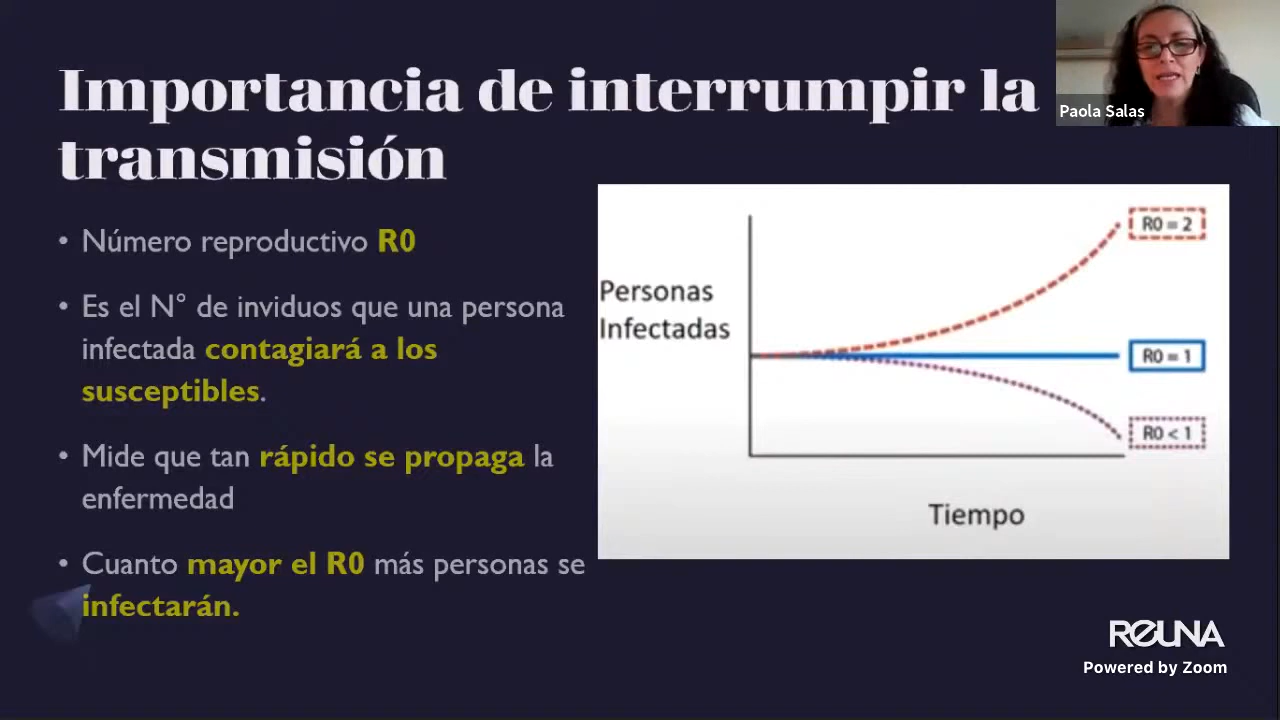 Importancia de interrumpir la
transmisión
Paola Salas
• Número reproductivo R0
• Es el N° de inviduos que una persona
infectada contagiará a los
susceptibles.
• Mide que tan rápido se propaga la
enfermedad
• Cuanto mayor el R0 más personas se
infectarán.
Personas
Infectadas
R0 = 2
R0 = 1
R0 < 1
Tiempo
REUNA
Powered by Zoom